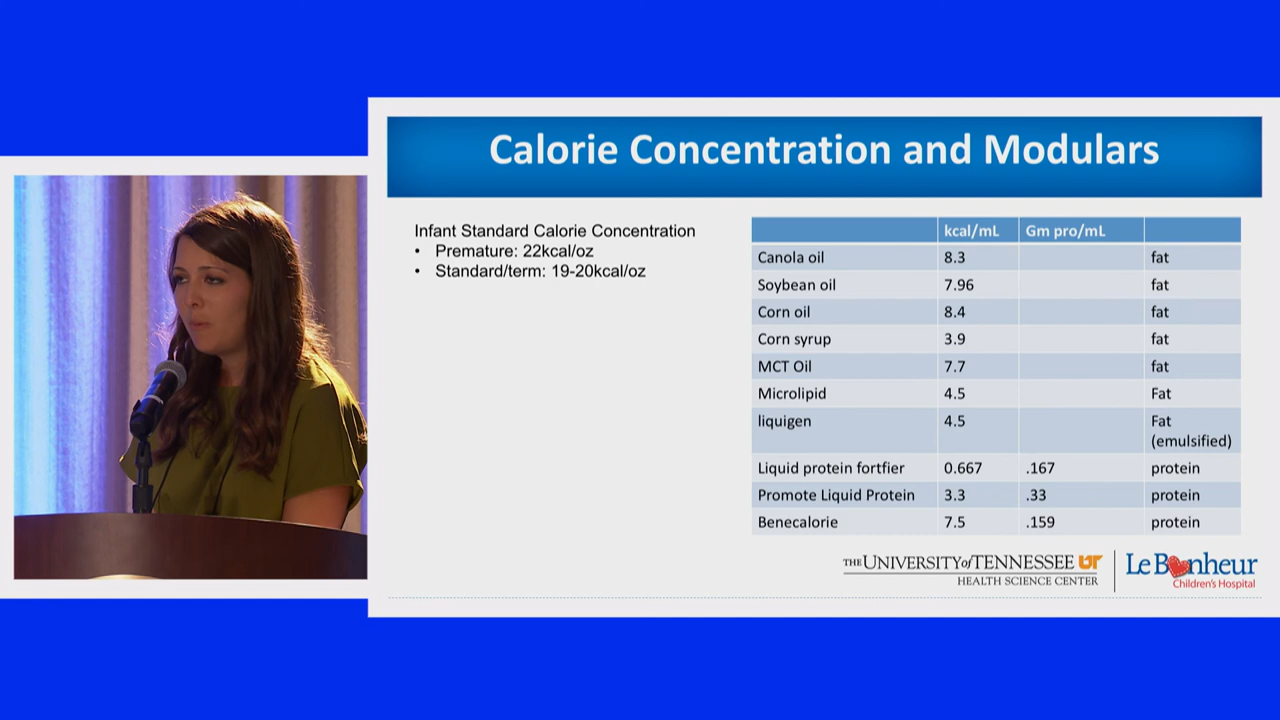 Calorie Concentration and Modulars
Infant Standard Calorie Concentration
• Premature: 22kcal/oz
• Standard/term: 19-20kcal/oz
kcal/mL Gm pro/mL
Canola oil 8.3 fat
Soybean oil 7.96 fat
Corn oil 8.4 fat
Corn syrup 3.9 fat
MCT Oil 7.7 fat
Microlipid 4.5 Fat
liquigen 4.5 Fat
(emulsified)
Liquid protein fortfier 0.667 .167 protein
Promote Liquid Protein 3.3 .33 protein
Benecalorie 7.5 .159 protein
THE UNIVERSITY of TENNESSEE UT
HEALTH SCIENCE CENTER
Le Bonheur
Children's Hospital